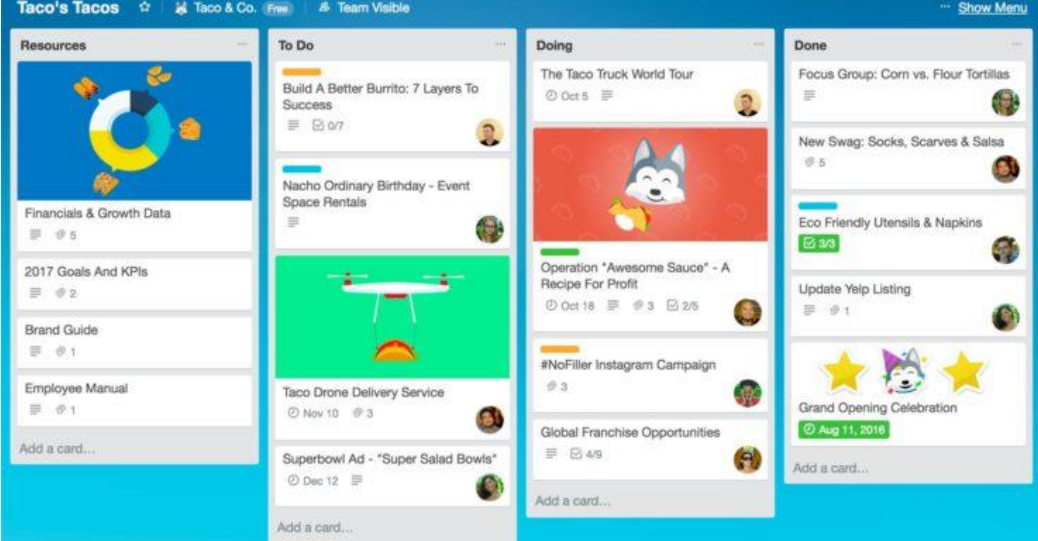 Taco's Tacos
Taco & Co.
Free
Team Visible
Show Menu
Resources
Financials & Growth Data
5
2017 Goals And KPIs
2
Brand Guide
1
Employee Manual
1
Add a card...
To Do
Build A Better Burrito: 7 Layers To
Success
0/7
Nacho Ordinary Birthday - Event
Space Rentals
Taco Drone Delivery Service
Nov 10
3
Superbowl Ad - "Super Salad Bowls"
Dec 12
Add a card...
Doing
The Taco Truck World Tour
Oct 5
Operation "Awesome Sauce" - A
Recipe For Profit
Oct 18
3
2/5
#NoFiller Instagram Campaign
3
Global Franchise Opportunities
4/9
Add a card...
Done
Focus Group: Corn vs. Flour Tortillas
New Swag: Socks, Scarves & Salsa
5
Eco Friendly Utensils & Napkins
3/3
Update Yelp Listing
1
Grand Opening Celebration
Aug 11, 2016
Add a card...